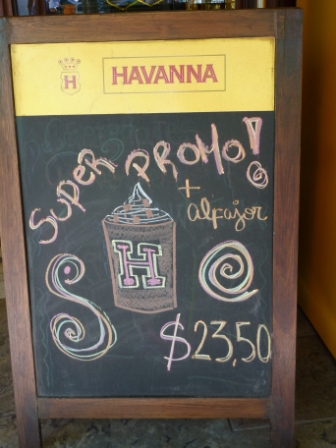 H HAVANNA
SUPER PROMO!
+
alfajor
H
$23,50